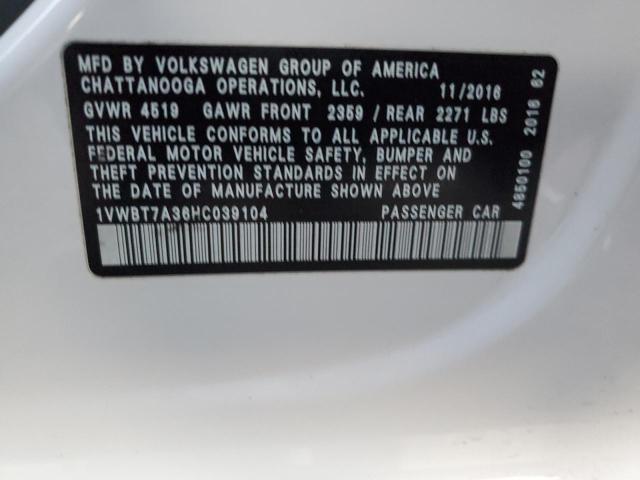 MFD BY VOLKSWAGEN GROUP OF AMERICA
CHATTANOOGA OPERATIONS, LLC. 11/2016
GVWR 4519 GAWR FRONT 2359 / REAR 2271 LBS
THIS VEHICLE CONFORMS TO ALL APPLICABLE U.S.
FEDERAL MOTOR VEHICLE SAFETY, BUMPER AND
THEFT PREVENTION STANDARDS IN EFFECT ON
THE DATE OF MANUFACTURE SHOWN ABOVE
1VWBT7A36HC039104 PASSENGER CAR
4850100 2016 62